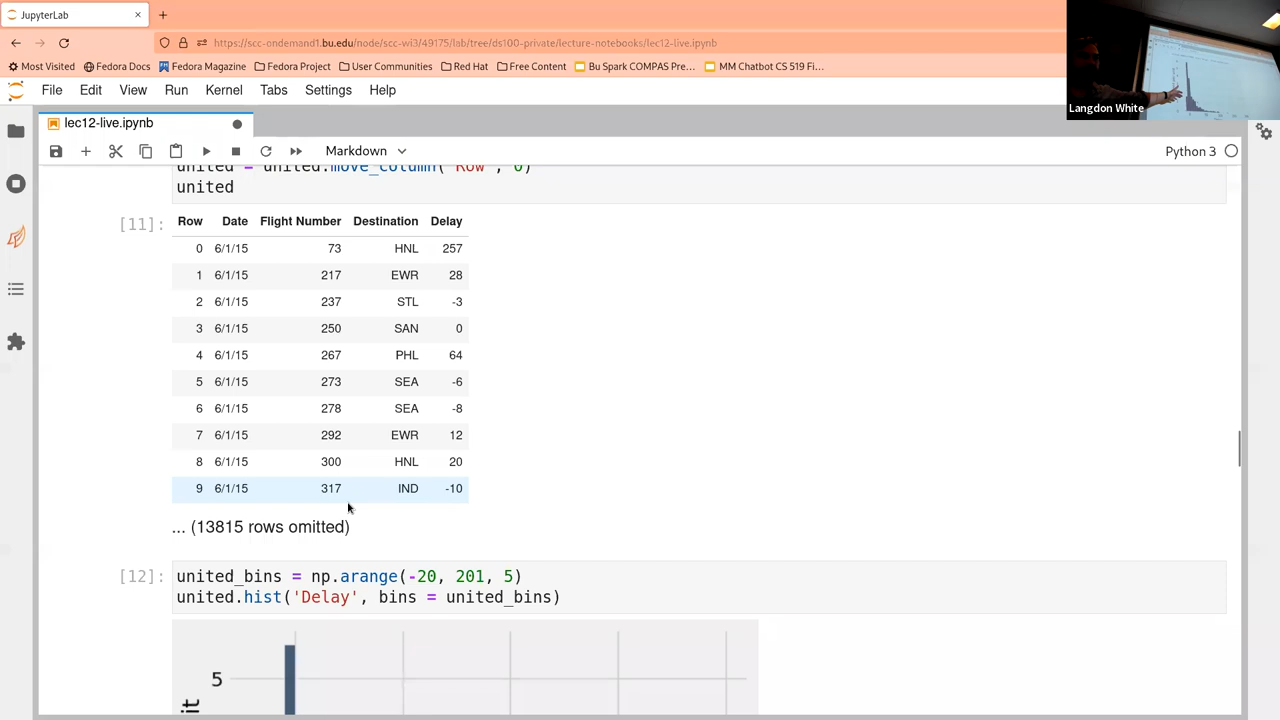 JupyterLab
https://scc-ondemand1.bu.edu/node/scc-wi3/49175/lab/tree/ds100-private/lecture-notebooks/lec12-live.ipynb
Most Visited Fedora Docs Fedora Magazine Fedora Project User Communities Red Hat Free Content Bu Spark COMPAS Pre… MM Chatbot CS 519 Fi…
Langdon White
File Edit View Run Kernel Tabs Settings Help
lec12-live.ipynb
Markdown Python 3
united = united.move_column('Row', 0)
united
[11]:
Row Date Flight Number Destination Delay
0 6/1/15 73 HNL 257
1 6/1/15 217 EWR 28
2 6/1/15 237 STL -3
3 6/1/15 250 SAN 0
4 6/1/15 267 PHL 64
5 6/1/15 273 SEA -6
6 6/1/15 278 SEA -8
7 6/1/15 292 EWR 12
8 6/1/15 300 HNL 20
9 6/1/15 317 IND -10
... (13815 rows omitted)
[12]: united_bins = np.arange(-20, 201, 5)
united.hist('Delay', bins = united_bins)
5
it